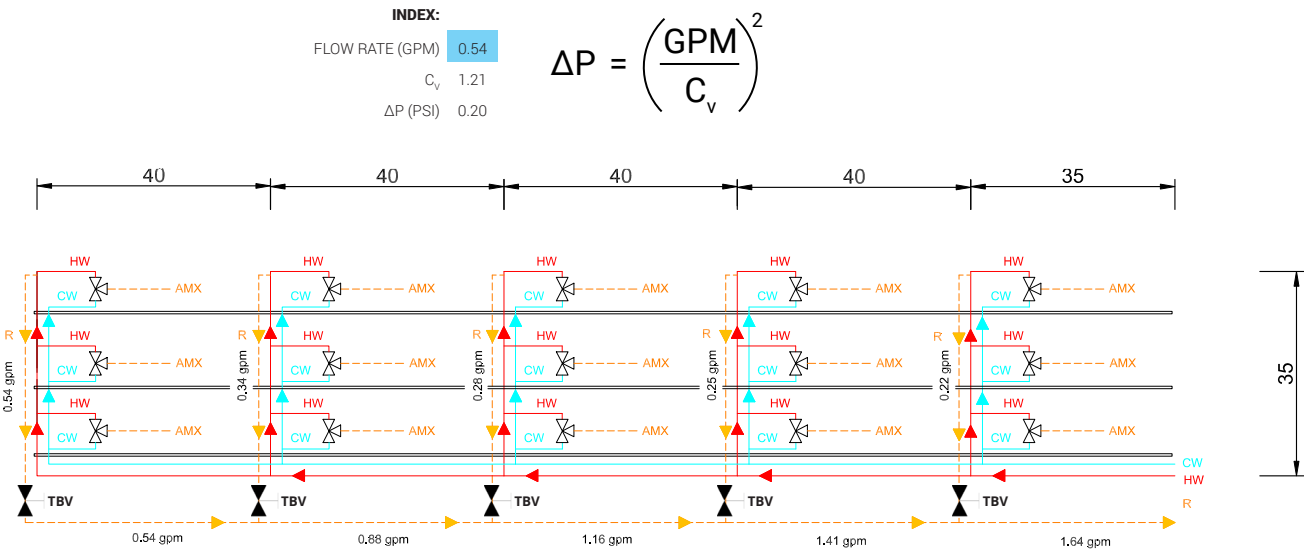 INDEX:
FLOW RATE (GPM) 0.54
Cv 1.21
ΔP (PSI) 0.20
ΔP = (GPM / Cv)²
40 40 40 40 35
HW HW HW HW HW
AMX AMX AMX AMX AMX
CW CW CW CW CW
R R R R R
HW HW HW HW HW
35
CW CW CW CW CW
AMX AMX AMX AMX AMX
0.54 gpm 0.34 gpm 0.28 gpm 0.25 gpm 0.22 gpm
HW HW HW HW HW
AMX AMX AMX AMX AMX
CW CW CW CW CW
CW
HW
TBV TBV TBV TBV TBV R
0.54 gpm 0.88 gpm 1.16 gpm 1.41 gpm 1.64 gpm